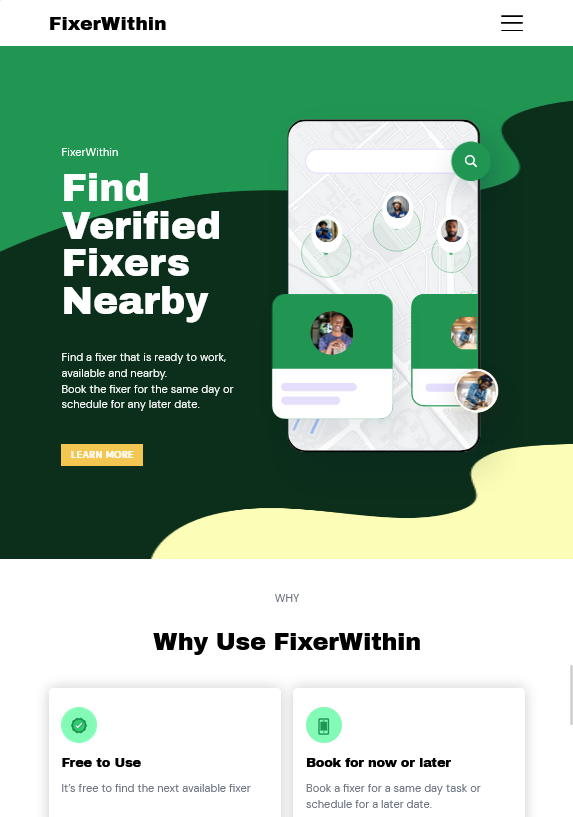 FixerWithin
FixerWithin
Find
Verified
Fixers
Nearby
Find a fixer that is ready to work,
available and nearby.
Book the fixer for the same day or
schedule for any later date.
LEARN MORE
WHY
Why Use FixerWithin
Free to Use
It's free to find the next available fixer
Book for now or later
Book a fixer for a same day task or
schedule for a later date.